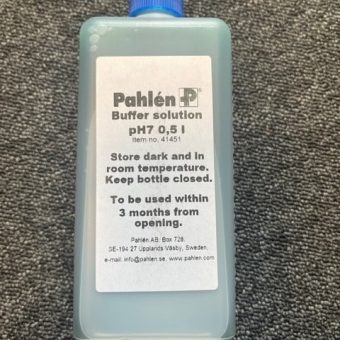 Pahlén
Buffer solution
pH7 0,5 l
Item no. 41451
Store dark and in
room temperature.
Keep bottle closed.
To be used within
3 months from
opening.
Pahlén AB: Box 728.
SE-194 27 Upplands Väsby, Sweden.
e-mail: info@pahlen.se. www.pahlen.com